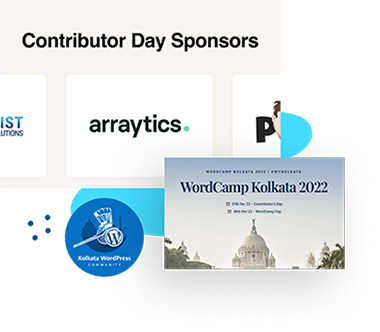 Contributor Day Sponsors
IST
UTIONS
arraytics.
P
WORDCAMP KOLKATA 2022 | #WCKOLKATA
WordCamp Kolkata 2022
17th Dec'22 - Contributor's Day
18th Dec'22 - WordCamp Day
Kolkata WordPress
COMMUNITY